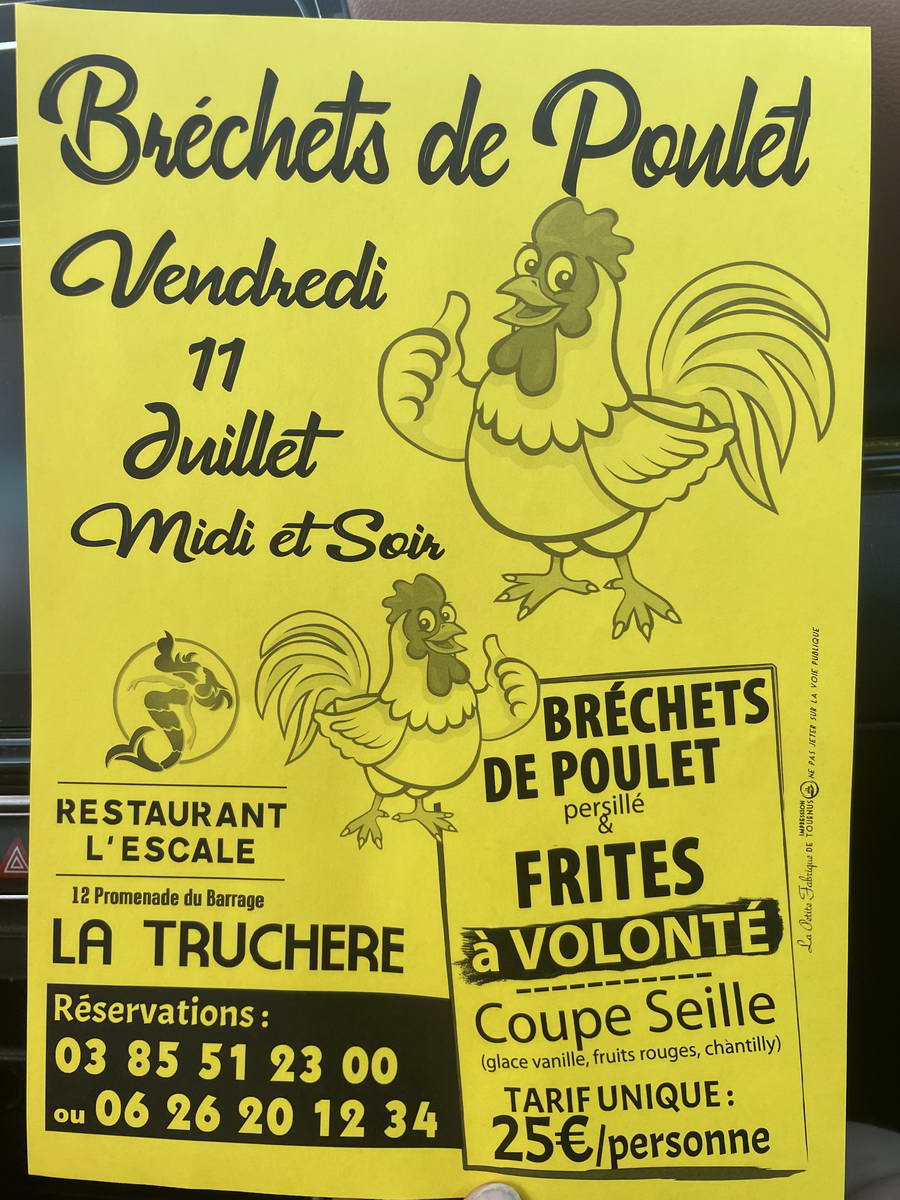 Bréchets de Poulet
Vendredi
11
Juillet
Midi et Soir
RESTAURANT
L'ESCALE
12 Promenade du Barrage
LA TRUCHERE
Réservations :
03 85 51 23 00
ou 06 26 20 12 34
BRÉCHETS
DE POULET
persillé
&
FRITES
à VOLONTÉ
Coupe Seille
(glace vanille, fruits rouges, chantilly)
TARIF UNIQUE :
25€/personne
IMPRESSION NE PAS JETER SUR LA VOIE PUBLIQUE
La Petite Fabrique DE TOURNUS